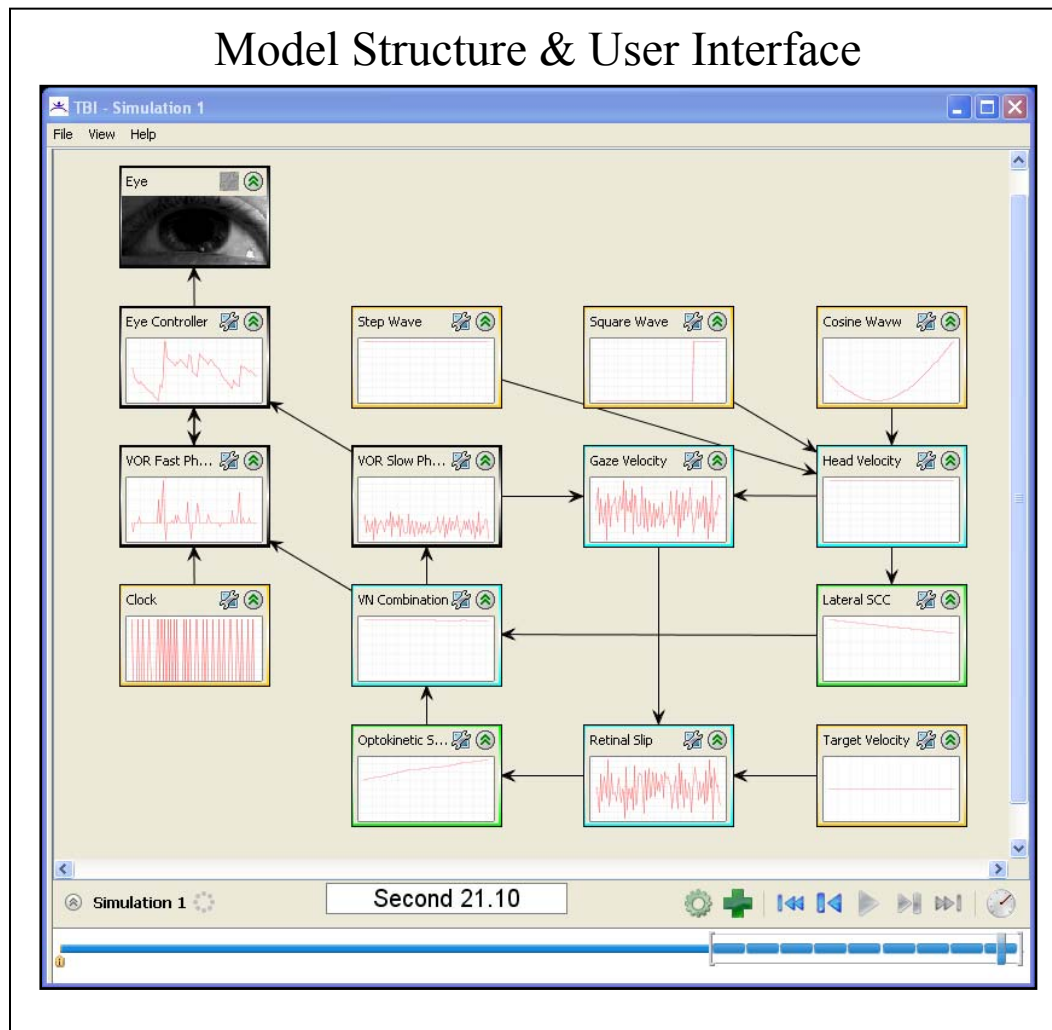 Model Structure & User Interface
TBI - Simulation 1
File View Help
Eye
Eye Controller
Step Wave
Square Wave
Cosine Wavw
VOR Fast Ph...
VOR Slow Ph...
Gaze Velocity
Head Velocity
Clock
VN Combination
Lateral SCC
Optokinetic S...
Retinal Slip
Target Velocity
Simulation 1
Second 21.10